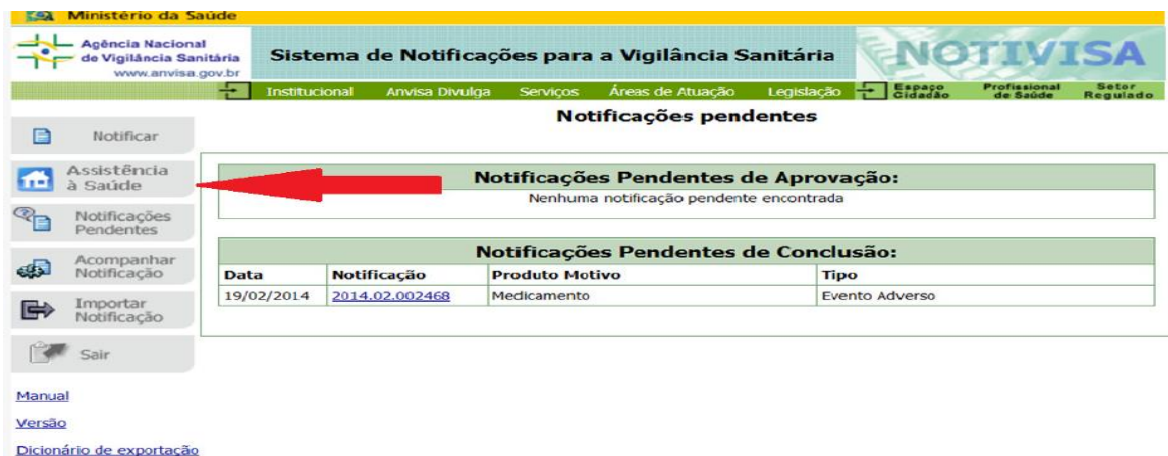 Ministério da Saúde
Agência Nacional
de Vigilância Sanitária
www.anvisa.gov.br
Sistema de Notificações para a Vigilância Sanitária
NOTIVISA
Institucional Anvisa Divulga Serviços Áreas de Atuação Legislação Espaço Cidadão Profissional de Saúde Setor Regulado
Notificações pendentes
Notificar
Assistência
à Saúde
Notificações
Pendentes
Acompanhar
Notificação
Importar
Notificação
Sair
Manual
Versão
Dicionário de exportação
Notificações Pendentes de Aprovação:
Nenhuma notificação pendente encontrada
Notificações Pendentes de Conclusão:
Data Notificação Produto Motivo Tipo
19/02/2014 2014.02.002468 Medicamento Evento Adverso